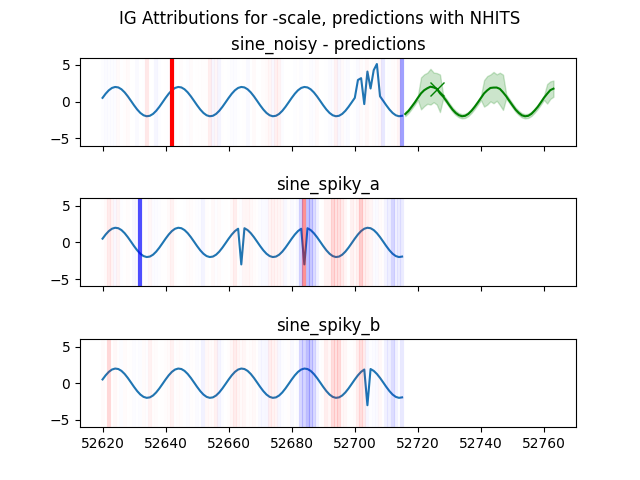 IG Attributions for -scale, predictions with NHITS
sine_noisy - predictions
5
0
−5
sine_spiky_a
5
0
−5
sine_spiky_b
5
0
−5
52620 52640 52660 52680 52700 52720 52740 52760